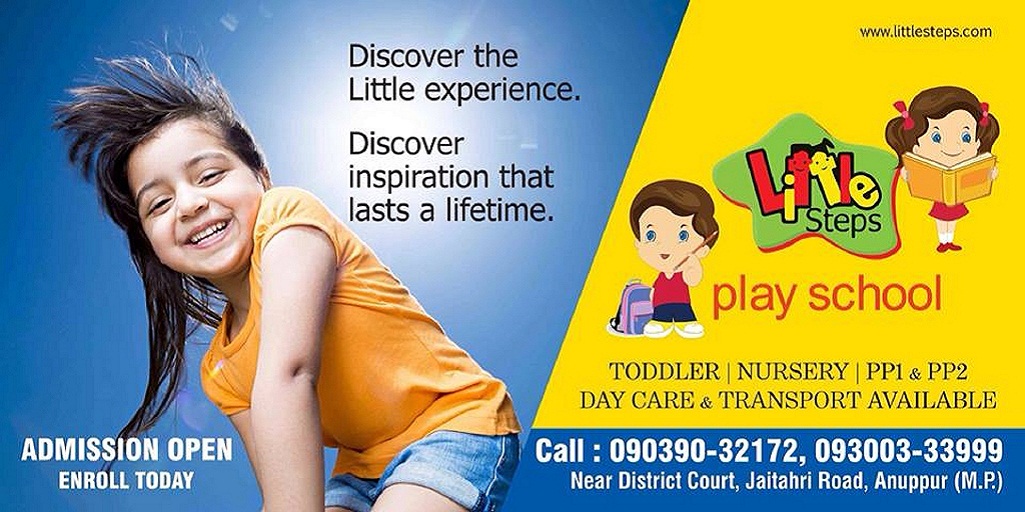 Discover the
Little experience.
Discover
inspiration that
lasts a lifetime.
ADMISSION OPEN
ENROLL TODAY
www.littlesteps.com
Little
Steps
play school
TODDLER | NURSERY | PP1 & PP2
DAY CARE & TRANSPORT AVAILABLE
Call : 090390-32172, 093003-33999
Near District Court, Jaitahri Road, Anuppur (M.P.)